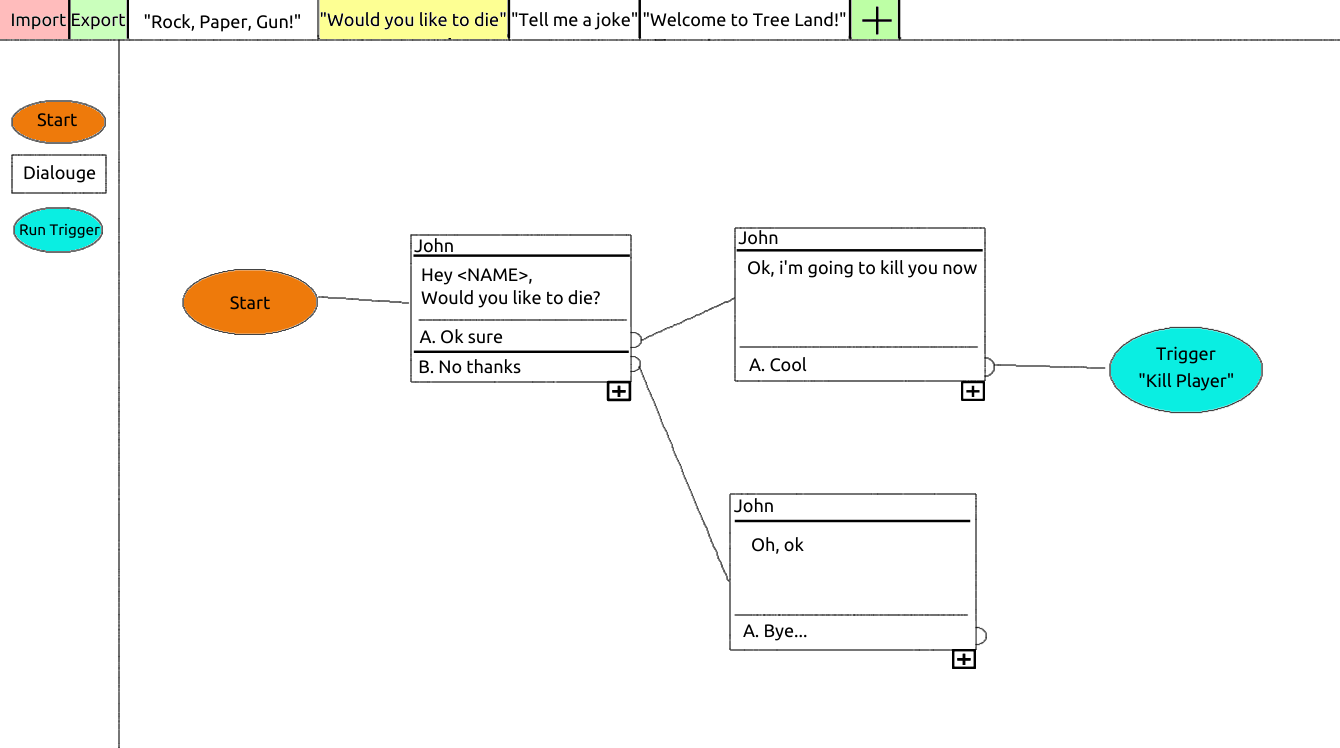 Import
Export
"Rock, Paper, Gun!"
"Would you like to die"
"Tell me a joke"
"Welcome to Tree Land!"
Start
Dialouge
Run Trigger
Start
John
Hey <NAME>,
Would you like to die?
A. Ok sure
B. No thanks
John
Ok, i'm going to kill you now
A. Cool
Trigger
"Kill Player"
John
Oh, ok
A. Bye...